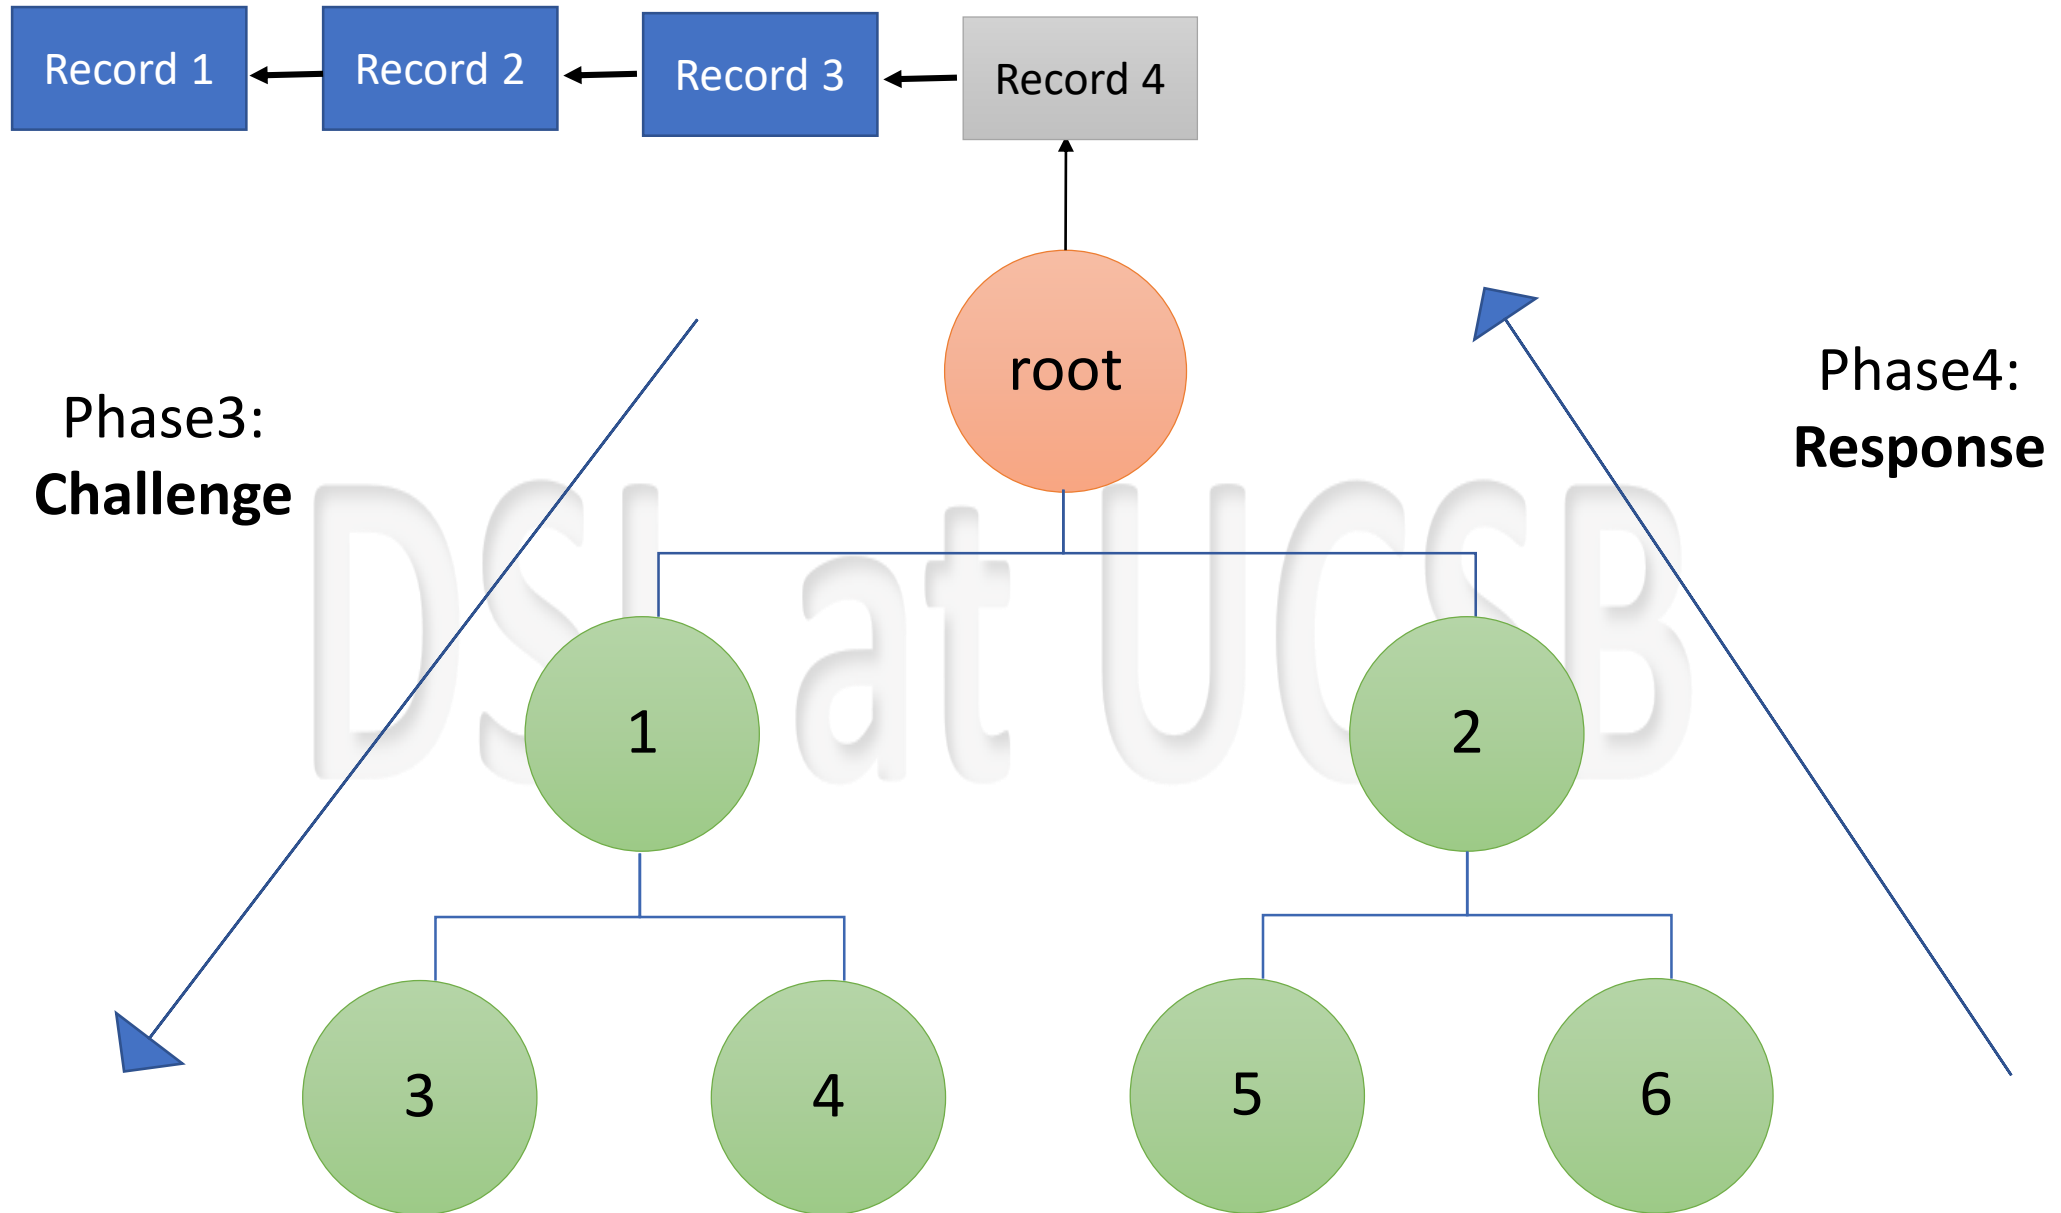 Record 1
Record 2
Record 3
Record 4
root
Phase3:
Challenge
Phase4:
Response
DSL at UCSB
1
2
3
4
5
6